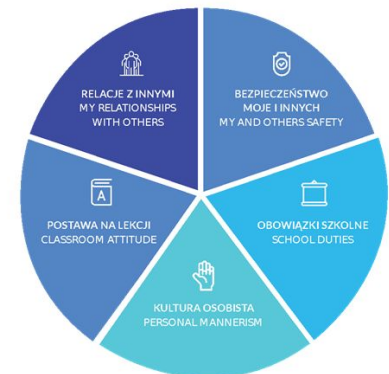 RELACJE Z INNYMI
MY RELATIONSHIPS
WITH OTHERS
BEZPIECZEŃSTWO
MOJE I INNYCH
MY AND OTHERS SAFETY
POSTAWA NA LEKCJI
CLASSROOM ATTITUDE
A
OBOWIĄZKI SZKOLNE
SCHOOL DUTIES
KULTURA OSOBISTA
PERSONAL MANNERISM